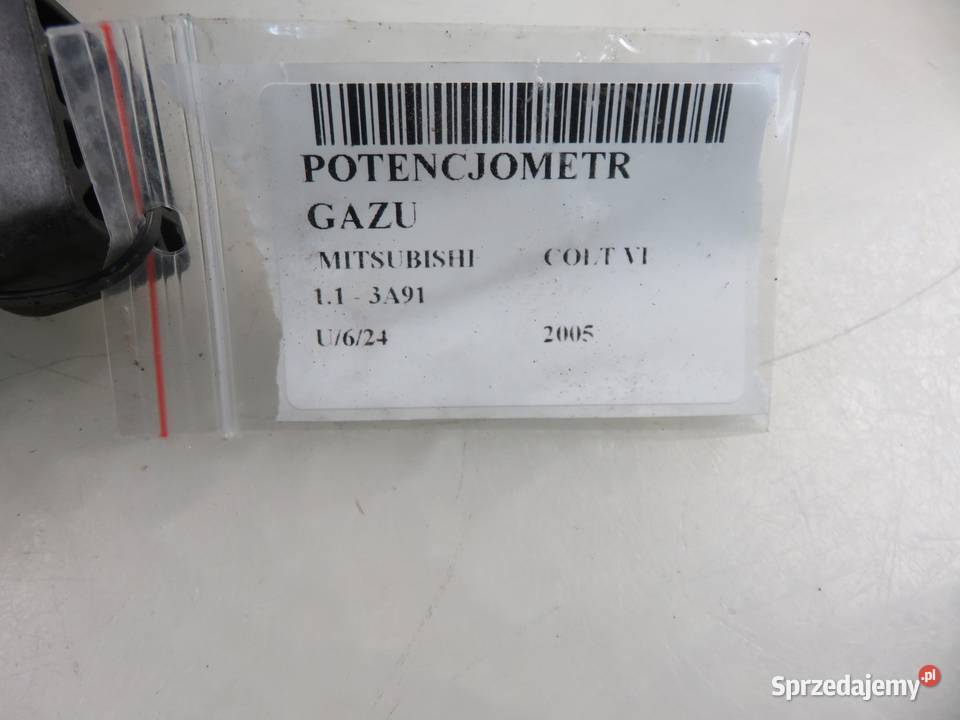 POTENCJOMETR
GAZU
MITSUBISHI COLT VI
1.1 - 3A91
U/6/24 2005
Sprzedajemy.pl